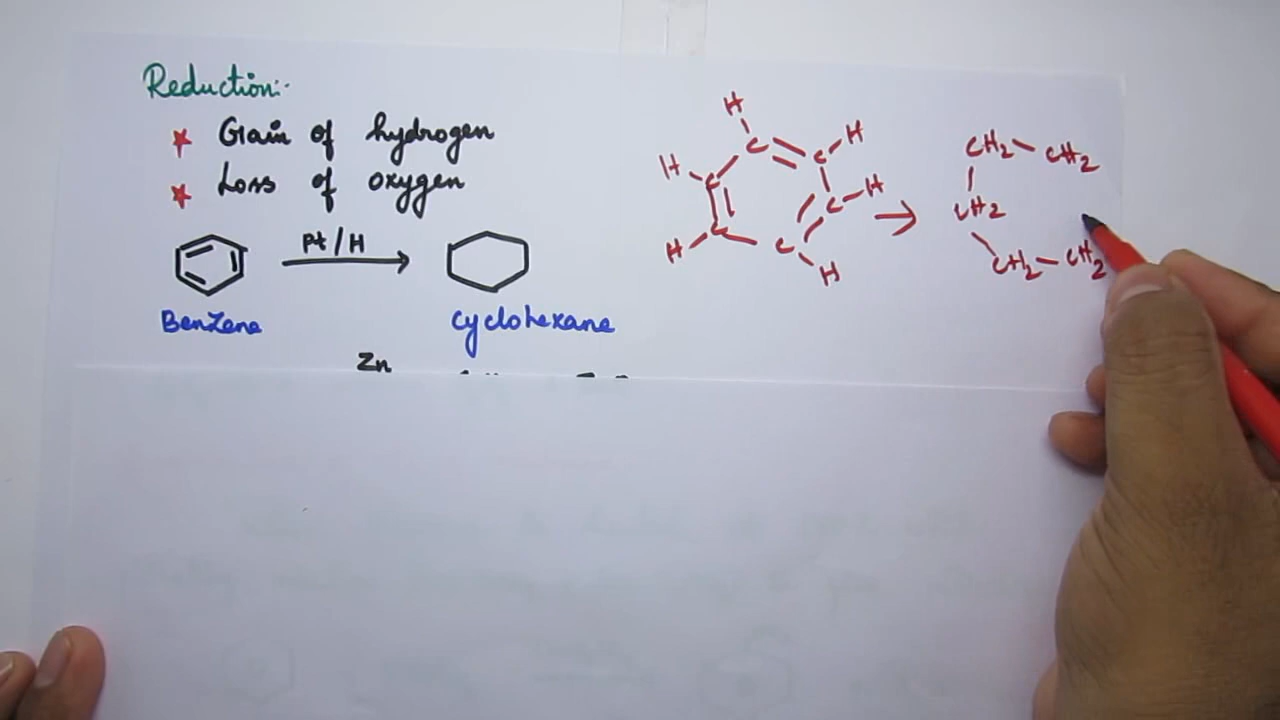 Reduction:-
★ Gain of hydrogen
★ Loss of oxygen
Pt/H
Benzene
cyclohexane
Zn
H
C
C
H
H
C
C
H
H
C
C
H
→
CH2 - CH2
CH2
CH2 - CH2